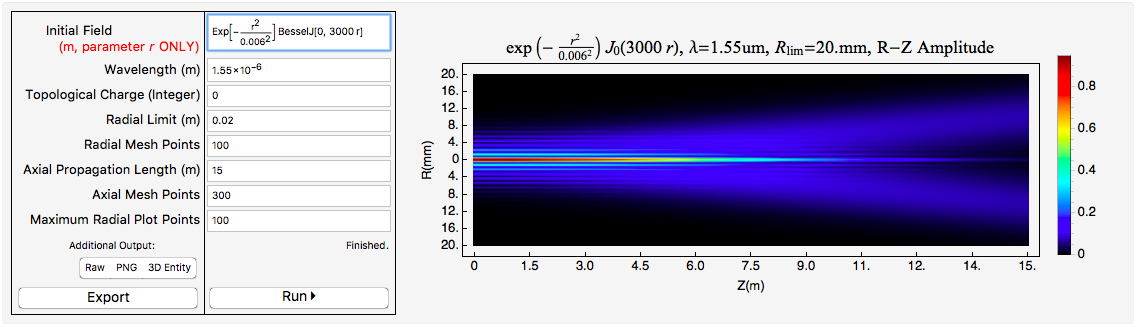 Initial Field
(m, parameter r ONLY)
Exp[-r²/0.006²] BesselJ[0, 3000 r]
Wavelength (m)
1.55×10⁻⁶
Topological Charge (Integer)
0
Radial Limit (m)
0.02
Radial Mesh Points
100
Axial Propagation Length (m)
15
Axial Mesh Points
300
Maximum Radial Plot Points
100
Additional Output:
Finished.
Raw PNG 3D Entity
Export
Run
exp(-r²/0.006²) J₀(3000 r), λ=1.55um, Rlim=20.mm, R−Z Amplitude
R(mm)
20.
16.
12.
8.
4.
0
4.
8.
12.
16.
20.
0 1.5 3.0 4.5 6.0 7.5 9.0 11. 12. 14. 15.
Z(m)
0.8
0.6
0.4
0.2
0